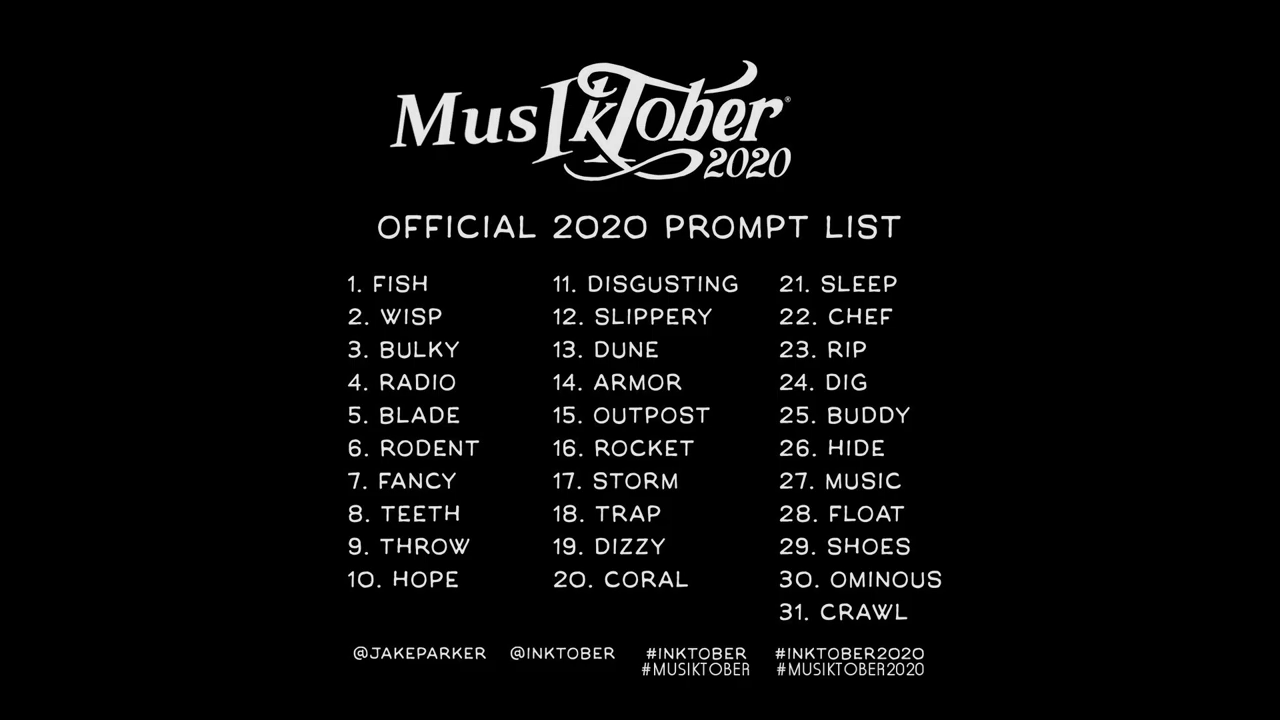 MusIkTober®
2020
OFFICIAL 2020 PROMPT LIST
1. FISH
2. WISP
3. BULKY
4. RADIO
5. BLADE
6. RODENT
7. FANCY
8. TEETH
9. THROW
10. HOPE
11. DISGUSTING
12. SLIPPERY
13. DUNE
14. ARMOR
15. OUTPOST
16. ROCKET
17. STORM
18. TRAP
19. DIZZY
20. CORAL
21. SLEEP
22. CHEF
23. RIP
24. DIG
25. BUDDY
26. HIDE
27. MUSIC
28. FLOAT
29. SHOES
30. OMINOUS
31. CRAWL
@JAKEPARKER @INKTOBER #INKTOBER #INKTOBER2020
#MUSIKTOBER #MUSIKTOBER2020